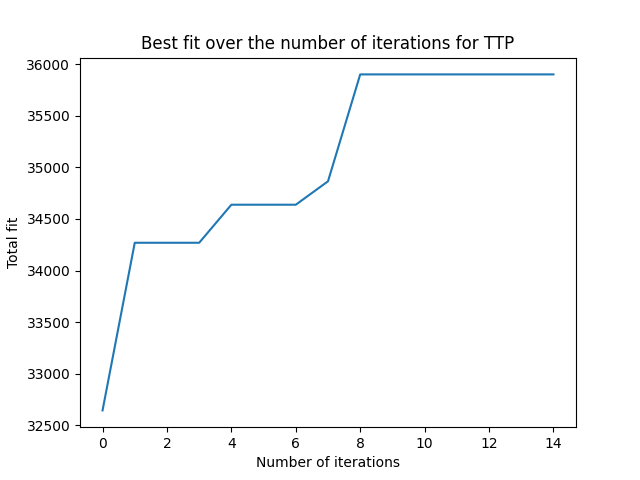 Best fit over the number of iterations for TTP
36000
35500
35000
34500
34000
33500
33000
32500
Total fit
0 2 4 6 8 10 12 14
Number of iterations